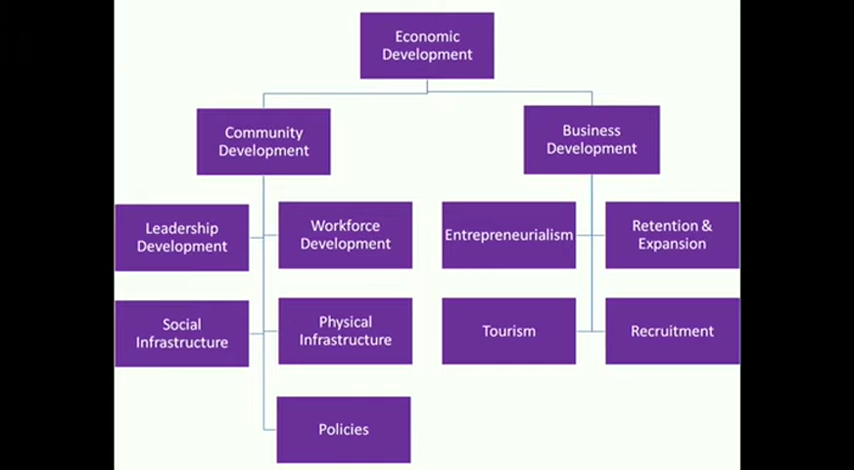 Economic
Development
Community
Development
Business
Development
Leadership
Development
Workforce
Development
Entrepreneurialism
Retention &
Expansion
Social
Infrastructure
Physical
Infrastructure
Tourism
Recruitment
Policies